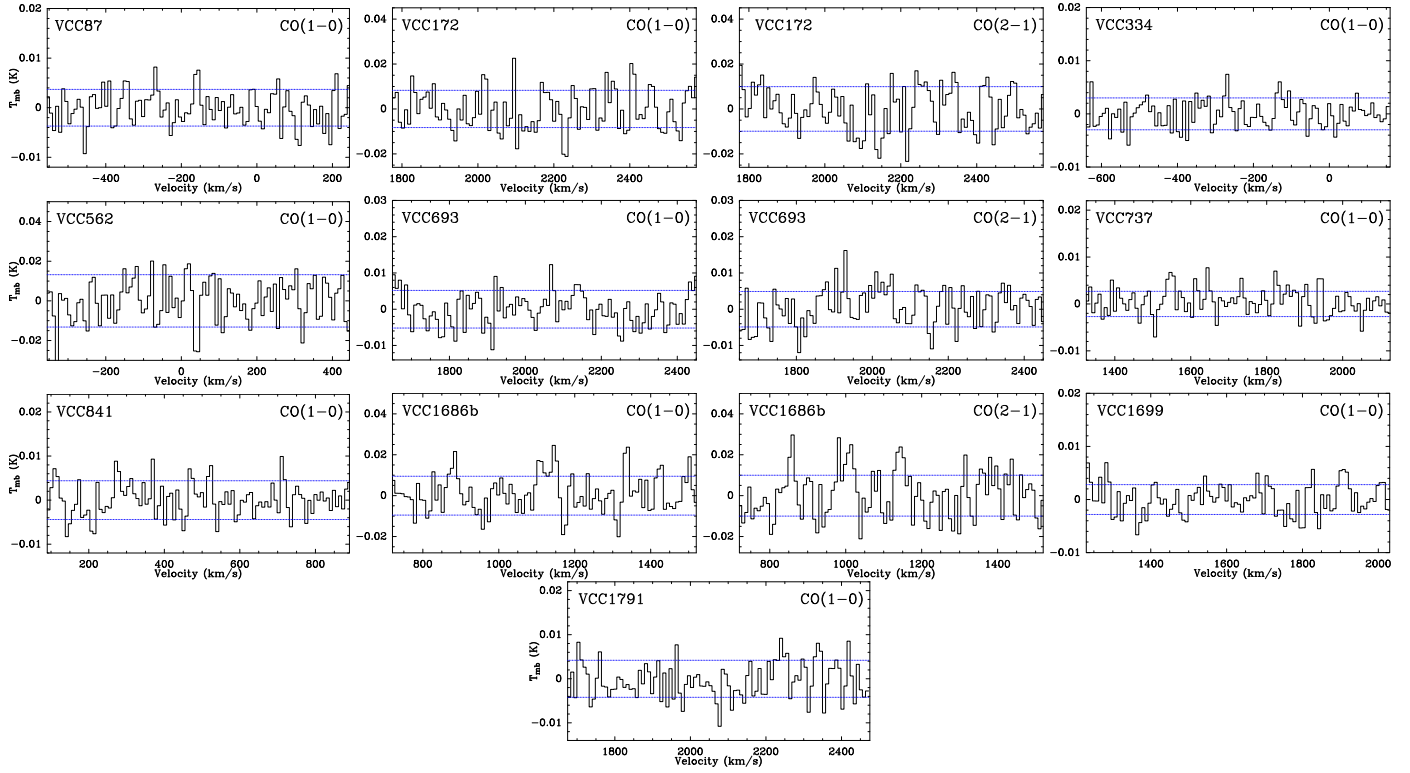 VCC87 CO(1−0)
0.02
0.01
0
−0.01
T_mb (K)
−400 −200 0 200
Velocity (km/s)
VCC172 CO(1−0)
0.04
0.02
0
−0.02
1800 2000 2200 2400
Velocity (km/s)
VCC172 CO(2−1)
0.04
0.02
0
−0.02
1800 2000 2200 2400
Velocity (km/s)
VCC334 CO(1−0)
0.02
0.01
0
−0.01
−600 −400 −200 0
Velocity (km/s)
VCC562 CO(1−0)
0.04
0.02
0
−0.02
T_mb (K)
−200 0 200 400
Velocity (km/s)
VCC693 CO(1−0)
0.03
0.02
0.01
0
−0.01
1800 2000 2200 2400
Velocity (km/s)
VCC693 CO(2−1)
0.03
0.02
0.01
0
−0.01
1800 2000 2200 2400
Velocity (km/s)
VCC737 CO(1−0)
0.02
0.01
0
−0.01
1400 1600 1800 2000
Velocity (km/s)
VCC841 CO(1−0)
0.02
0.01
0
−0.01
T_mb (K)
200 400 600 800
Velocity (km/s)
VCC1686b CO(1−0)
0.04
0.02
0
−0.02
800 1000 1200 1400
Velocity (km/s)
VCC1686b CO(2−1)
0.04
0.02
0
−0.02
800 1000 1200 1400
Velocity (km/s)
VCC1699 CO(1−0)
0.02
0.01
0
−0.01
1400 1600 1800 2000
Velocity (km/s)
VCC1791 CO(1−0)
0.02
0.01
0
−0.01
T_mb (K)
1800 2000 2200 2400
Velocity (km/s)